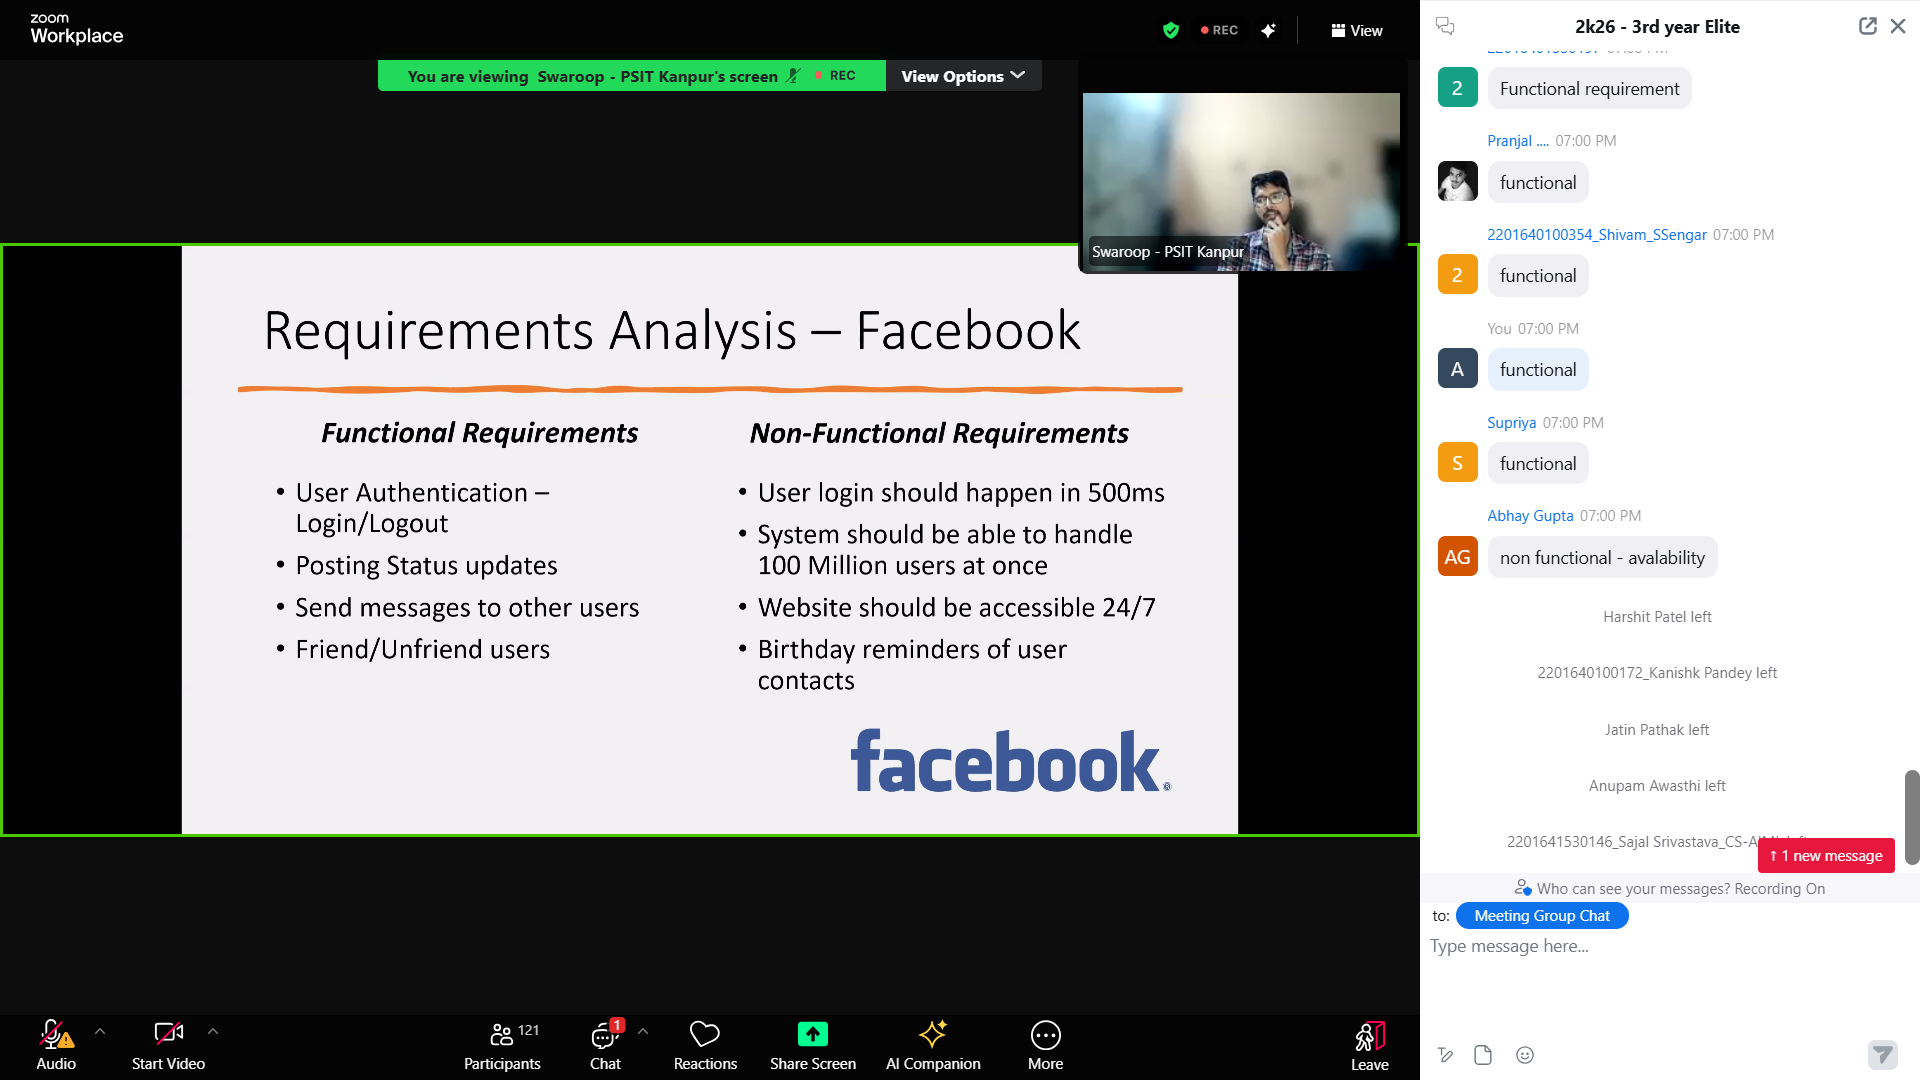 zoom
Workplace
REC
View
You are viewing Swaroop - PSIT Kanpur's screen
REC
View Options
Swaroop - PSIT Kanpur
Requirements Analysis – Facebook
Functional Requirements
• User Authentication –
Login/Logout
• Posting Status updates
• Send messages to other users
• Friend/Unfriend users
Non-Functional Requirements
• User login should happen in 500ms
• System should be able to handle
100 Million users at once
• Website should be accessible 24/7
• Birthday reminders of user
contacts
facebook®
2k26 - 3rd year Elite
2
Functional requirement
Pranjal .... 07:00 PM
functional
2201640100354_Shivam_SSengar 07:00 PM
2
functional
You 07:00 PM
A
functional
Supriya 07:00 PM
S
functional
Abhay Gupta 07:00 PM
AG
non functional - avalability
Harshit Patel left
2201640100172_Kanishk Pandey left
Jatin Pathak left
Anupam Awasthi left
2201641530146_Sajal Srivastava_CS-A
↑ 1 new message
Who can see your messages? Recording On
to: Meeting Group Chat
Type message here...
Audio
Start Video
121
Participants
1
Chat
Reactions
Share Screen
AI Companion
More
Leave